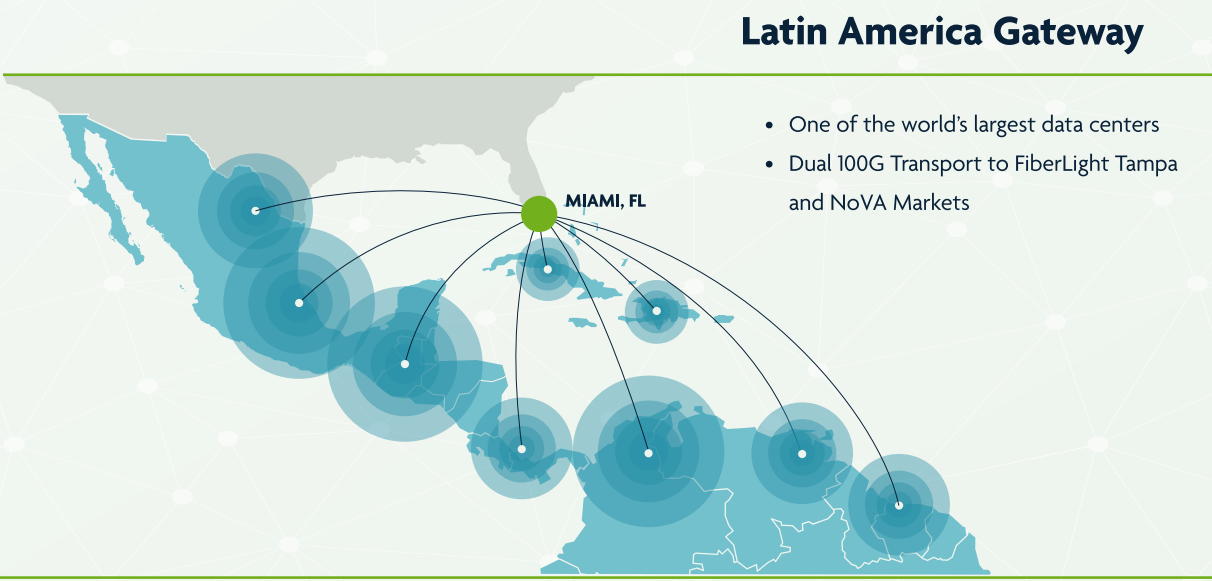 Latin America Gateway
• One of the world's largest data centers
• Dual 100G Transport to FiberLight Tampa
and NoVA Markets
MIAMI, FL